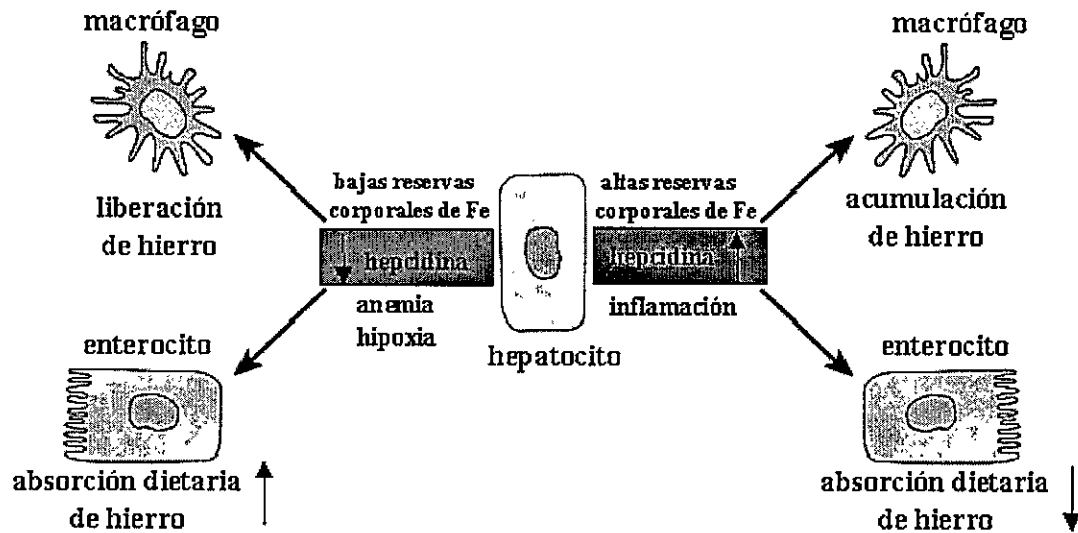 macrófago
liberación
de hierro
bajas reservas
corporales de Fe
hepcidina
anemia
hipoxia
enterocito
absorción dietaria
de hierro
hepatocito
macrófago
acumulación
de hierro
altas reservas
corporales de Fe
hepcidina
inflamación
enterocito
absorción dietaria
de hierro